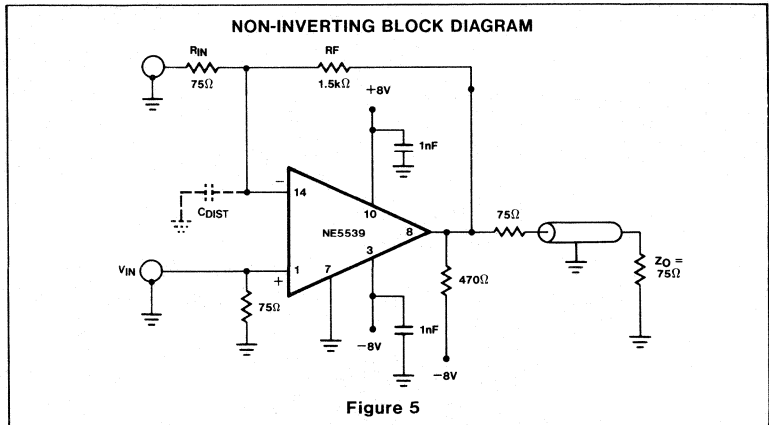 NON-INVERTING BLOCK DIAGRAM
RIN
75Ω
RF
1.5kΩ
+8V
1nF
CDIST
−
14
10
NE5539
8
75Ω
ZO =
75Ω
VIN
1
+
7
3
75Ω
470Ω
1nF
−8V
−8V
Figure 5